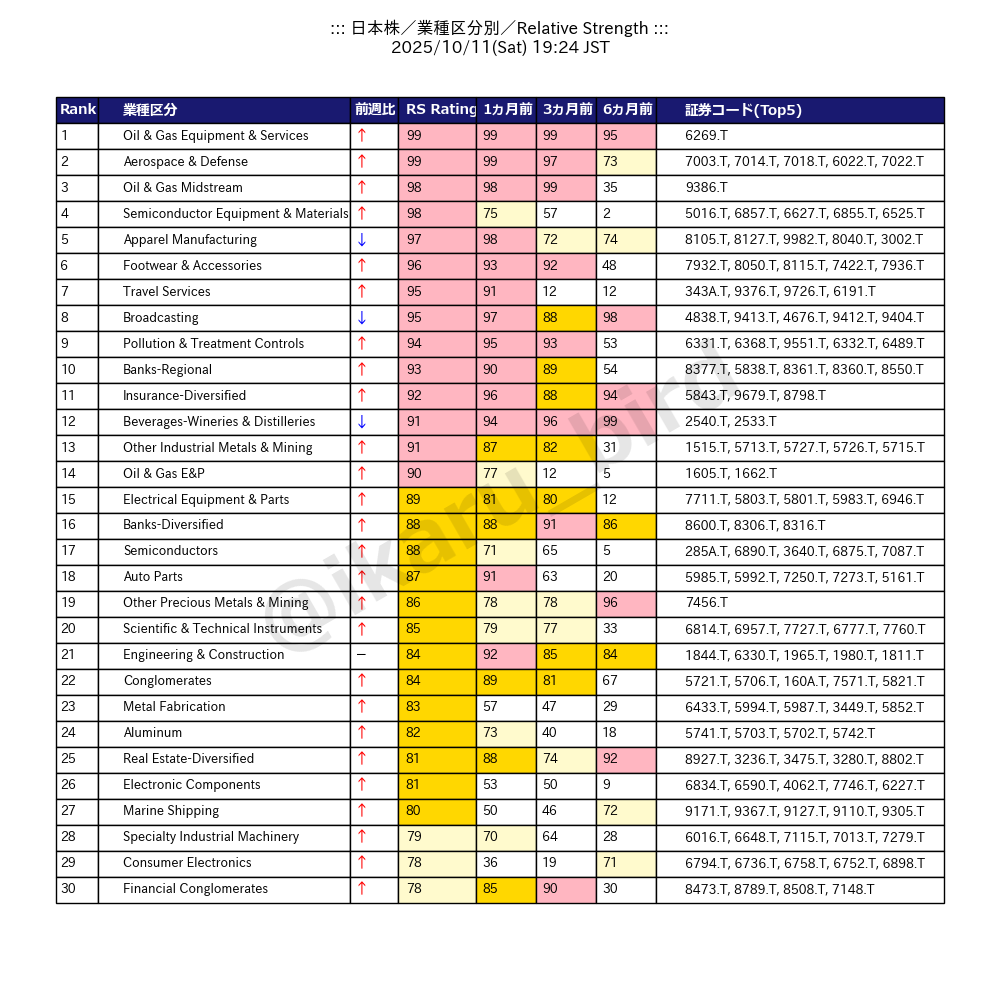 ::: 日本株／業種区分別／Relative Strength :::
2025/10/11(Sat) 19:24 JST
Rank 業種区分 前週比 RS Rating 1ヵ月前 3ヵ月前 6ヵ月前 証券コード(Top5)
1 Oil & Gas Equipment & Services ↑ 99 99 99 95 6269.T
2 Aerospace & Defense ↑ 99 99 97 73 7003.T, 7014.T, 7018.T, 6022.T, 7022.T
3 Oil & Gas Midstream ↑ 98 98 99 35 9386.T
4 Semiconductor Equipment & Materials ↑ 98 75 57 2 5016.T, 6857.T, 6627.T, 6855.T, 6525.T
5 Apparel Manufacturing ↓ 97 98 72 74 8105.T, 8127.T, 9982.T, 8040.T, 3002.T
6 Footwear & Accessories ↑ 96 93 92 48 7932.T, 8050.T, 8115.T, 7422.T, 7936.T
7 Travel Services ↑ 95 91 12 12 343A.T, 9376.T, 9726.T, 6191.T
8 Broadcasting ↓ 95 97 88 98 4838.T, 9413.T, 4676.T, 9412.T, 9404.T
9 Pollution & Treatment Controls ↑ 94 95 93 53 6331.T, 6368.T, 9551.T, 6332.T, 6489.T
10 Banks-Regional ↑ 93 90 89 54 8377.T, 5838.T, 8361.T, 8360.T, 8550.T
11 Insurance-Diversified ↑ 92 96 88 94 5843.T, 9679.T, 8798.T
12 Beverages-Wineries & Distilleries ↓ 91 94 96 99 2540.T, 2533.T
13 Other Industrial Metals & Mining ↑ 91 87 82 31 1515.T, 5713.T, 5727.T, 5726.T, 5715.T
14 Oil & Gas E&P ↑ 90 77 12 5 1605.T, 1662.T
15 Electrical Equipment & Parts ↑ 89 81 80 12 7711.T, 5803.T, 5801.T, 5983.T, 6946.T
16 Banks-Diversified ↑ 88 88 91 86 8600.T, 8306.T, 8316.T
17 Semiconductors ↑ 88 71 65 5 285A.T, 6890.T, 3640.T, 6875.T, 7087.T
18 Auto Parts ↑ 87 91 63 20 5985.T, 5992.T, 7250.T, 7273.T, 5161.T
19 Other Precious Metals & Mining ↑ 86 78 78 96 7456.T
20 Scientific & Technical Instruments ↑ 85 79 77 33 6814.T, 6957.T, 7727.T, 6777.T, 7760.T
21 Engineering & Construction － 84 92 85 84 1844.T, 6330.T, 1965.T, 1980.T, 1811.T
22 Conglomerates ↑ 84 89 81 67 5721.T, 5706.T, 160A.T, 7571.T, 5821.T
23 Metal Fabrication ↑ 83 57 47 29 6433.T, 5994.T, 5987.T, 3449.T, 5852.T
24 Aluminum ↑ 82 73 40 18 5741.T, 5703.T, 5702.T, 5742.T
25 Real Estate-Diversified ↑ 81 88 74 92 8927.T, 3236.T, 3475.T, 3280.T, 8802.T
26 Electronic Components ↑ 81 53 50 9 6834.T, 6590.T, 4062.T, 7746.T, 6227.T
27 Marine Shipping ↑ 80 50 46 72 9171.T, 9367.T, 9127.T, 9110.T, 9305.T
28 Specialty Industrial Machinery ↑ 79 70 64 28 6016.T, 6648.T, 7115.T, 7013.T, 7279.T
29 Consumer Electronics ↑ 78 36 19 71 6794.T, 6736.T, 6758.T, 6752.T, 6898.T
30 Financial Conglomerates ↑ 78 85 90 30 8473.T, 8789.T, 8508.T, 7148.T
@ikaru_bird